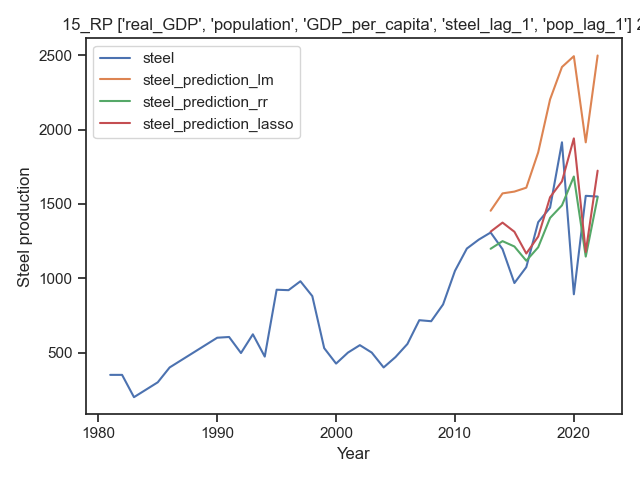 15_RP ['real_GDP', 'population', 'GDP_per_capita', 'steel_lag_1', 'pop_lag_1'] 2
steel
steel_prediction_lm
steel_prediction_rr
steel_prediction_lasso
Steel production
2500
2000
1500
1000
500
1980
1990
2000
2010
2020
Year